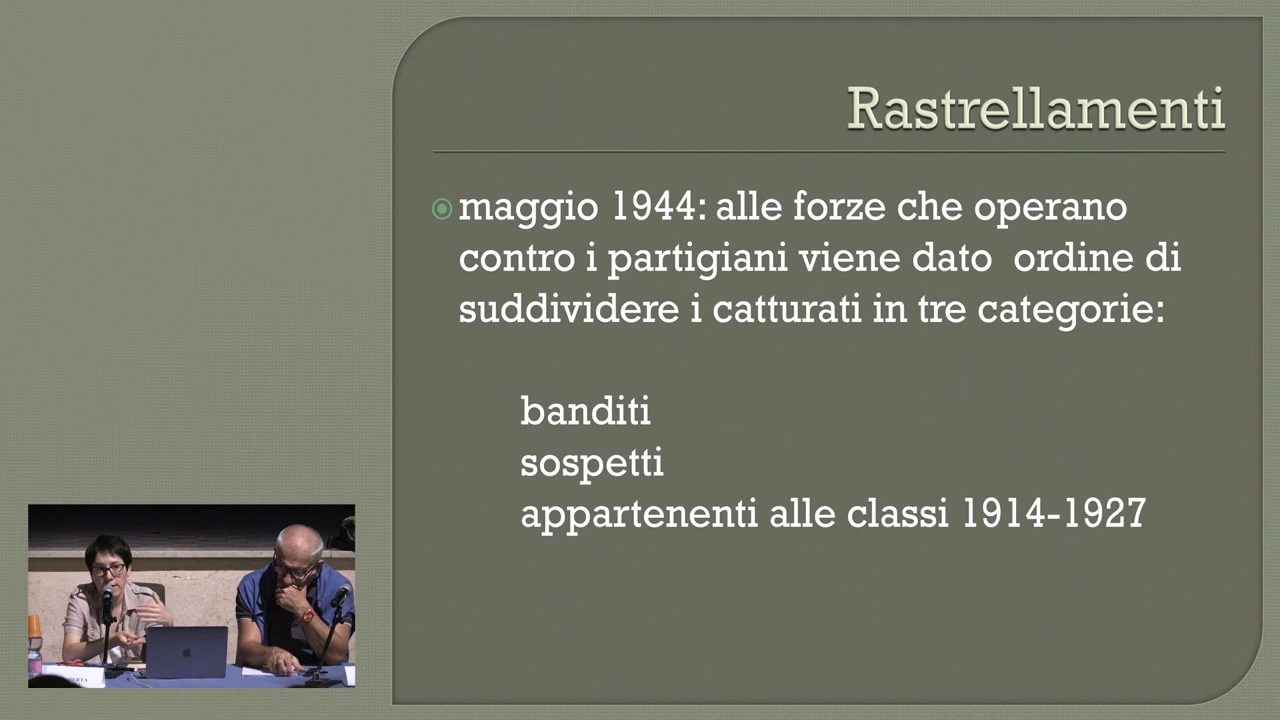 Rastrellamenti
maggio 1944: alle forze che operano
contro i partigiani viene dato ordine di
suddividere i catturati in tre categorie:
banditi
sospetti
appartenenti alle classi 1914-1927